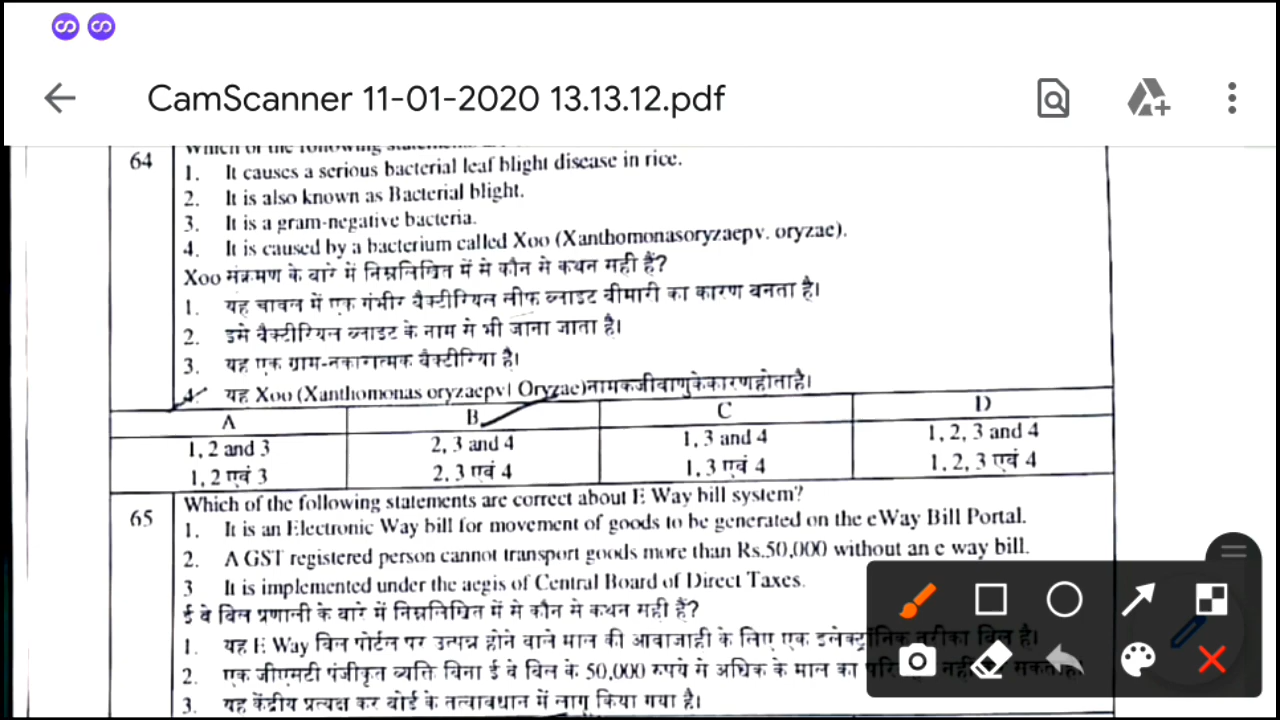 CamScanner 11-01-2020 13.13.12.pdf
64
Which of the following
1. It causes a serious bacterial leaf blight disease in rice.
2. It is also known as Bacterial blight.
3. It is a gram-negative bacteria.
4. It is caused by a bacterium called Xoo (Xanthomonasoryzaepv. oryzae).
Xoo संक्रमण के बारे में निम्नलिखित में से कौन से कथन सही हैं?
1. यह चावल में एक गंभीर बैक्टीरियल लीफ ब्लाइट बीमारी का कारण बनता है।
2. इसे बैक्टीरियल ब्लाइट के नाम से भी जाना जाता है।
3. यह एक ग्राम-नकारात्मक बैक्टीरिया है।
4. यह Xoo (Xanthomonas oryzaepv। Oryzae)नामकजीवाणुकेकारणहोताहै।
A B C D
1, 2 and 3 2, 3 and 4 1, 3 and 4 1, 2, 3 and 4
1, 2 एवं 3 2, 3 एवं 4 1, 3 एवं 4 1, 2, 3 एवं 4
65 Which of the following statements are correct about E Way bill system?
1. It is an Electronic Way bill for movement of goods to be generated on the eWay Bill Portal.
2. A GST registered person cannot transport goods more than Rs.50,000 without an e way bill.
3 It is implemented under the aegis of Central Board of Direct Taxes.
ई वे बिल प्रणाली के बारे में निम्नलिखित में से कौन से कथन सही हैं?
1. यह E Way बिल पोर्टल पर उत्पन्न होने वाले माल की आवाजाही के लिए एक इलेक्ट्रॉनिक तरीका बिल है।
2. एक जीएसटी पंजीकृत व्यक्ति बिना ई वे बिल के 50,000 रुपये से अधिक के माल का
3. यह केंद्रीय प्रत्यक्ष कर बोर्ड के तत्वावधान में लागू किया गया है।